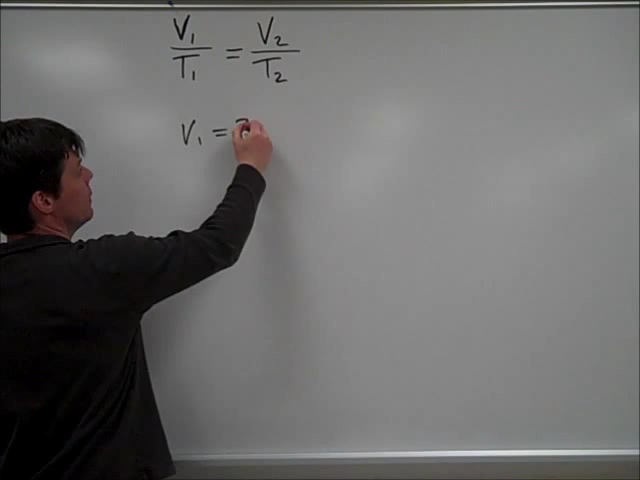 V₁/T₁ = V₂/T₂
V₁ =